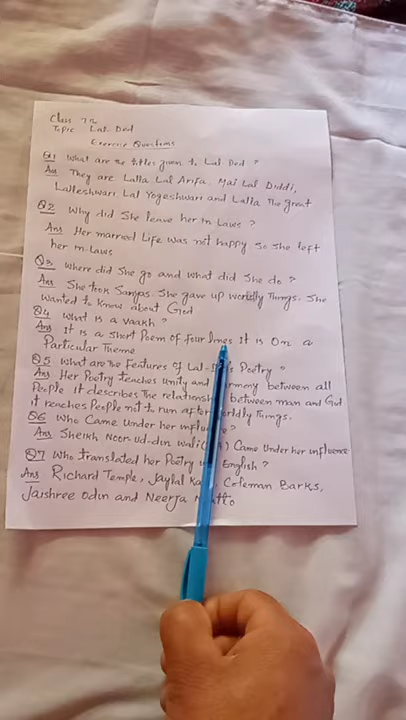 Class 7th
Topic Lal Ded
Exercise Questions
Q1 What are the titles given to Lal Ded ?
Ans They are Lalla Lal Arifa, Mai Lal Diddi,
Lalleshwari, Lal Yogeshwari and Lalla The great
Q2 Why did She leave her in-Laws ?
Ans Her married Life was not happy so she left
her in-Laws
Q3 Where did She go and what did She do ?
Ans She took Sanyas. She gave up worldly Things. She
wanted to know about God
Q4 What is a vaakh ?
Ans It is a Short Poem of four lines It is On a
Particular Theme
Q5 What are the features of Lal- Poetry ?
Ans Her Poetry teaches unity and between all
People It describes the between man and God
it teaches People not to run after worldly Things.
Q6 Who Came Under her influence ?
Ans Sheikh Noor-ud-din Wali Came Under her influence
Q7 Who translated her Poetry English ?
Ans Richard Temple, Jaylal Coleman Barks,
Jaishree Odin and Neerja